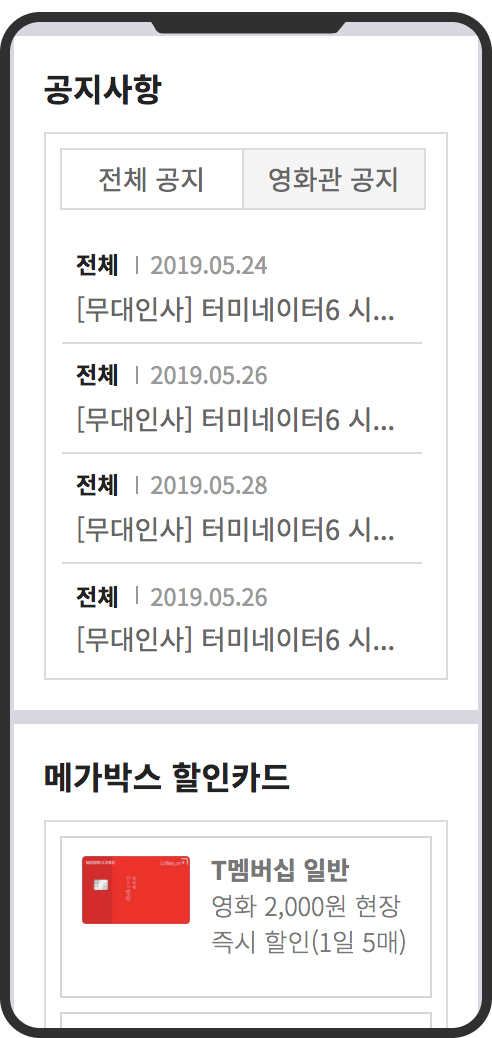 공지사항
전체 공지
영화관 공지
전체 | 2019.05.24
[무대인사] 터미네이터6 시...
전체 | 2019.05.26
[무대인사] 터미네이터6 시...
전체 | 2019.05.28
[무대인사] 터미네이터6 시...
전체 | 2019.05.26
[무대인사] 터미네이터6 시...
메가박스 할인카드
T멤버십 일반
영화 2,000원 현장
즉시 할인(1일 5매)